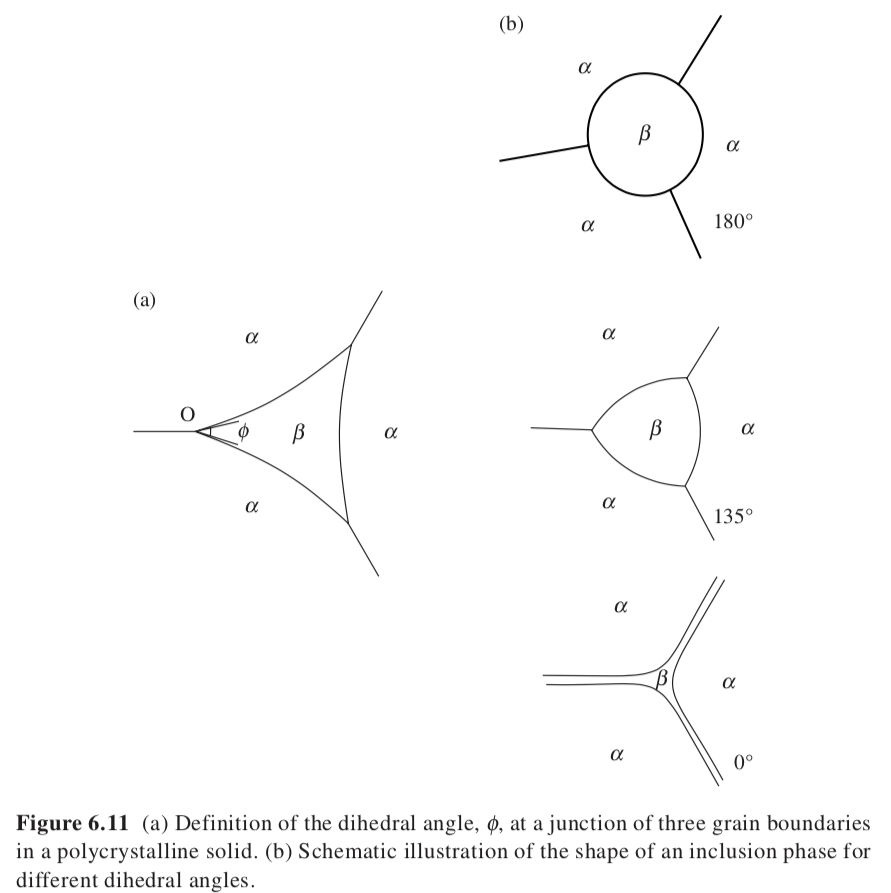 (b)
α
β
α
α
180°
(a)
α
O
ϕ
β
α
α
α
β
α
α
135°
α
β
α
α
0°
Figure 6.11 (a) Definition of the dihedral angle, ϕ, at a junction of three grain boundaries
in a polycrystalline solid. (b) Schematic illustration of the shape of an inclusion phase for
different dihedral angles.